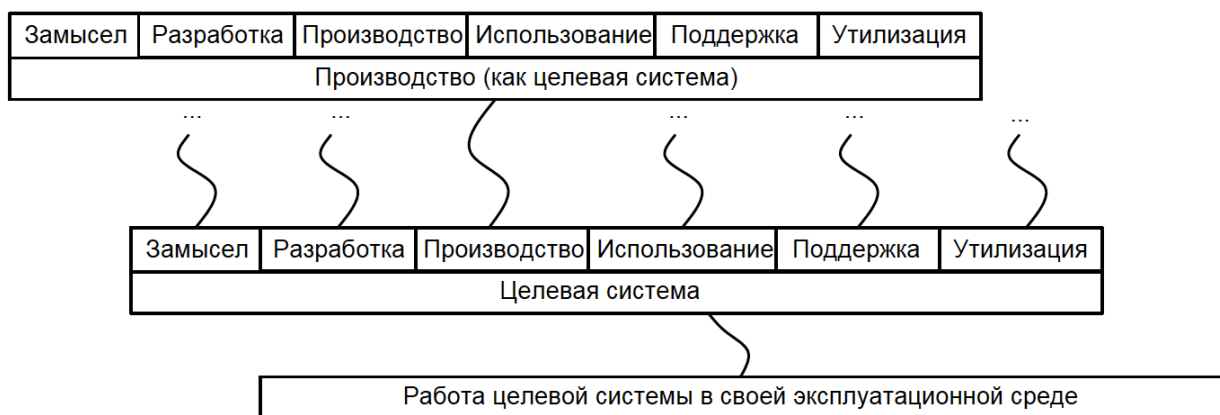 Замысел Разработка Производство Использование Поддержка Утилизация
Производство (как целевая система)
... ... ... ... ...
Замысел Разработка Производство Использование Поддержка Утилизация
Целевая система
Работа целевой системы в своей эксплуатационной среде